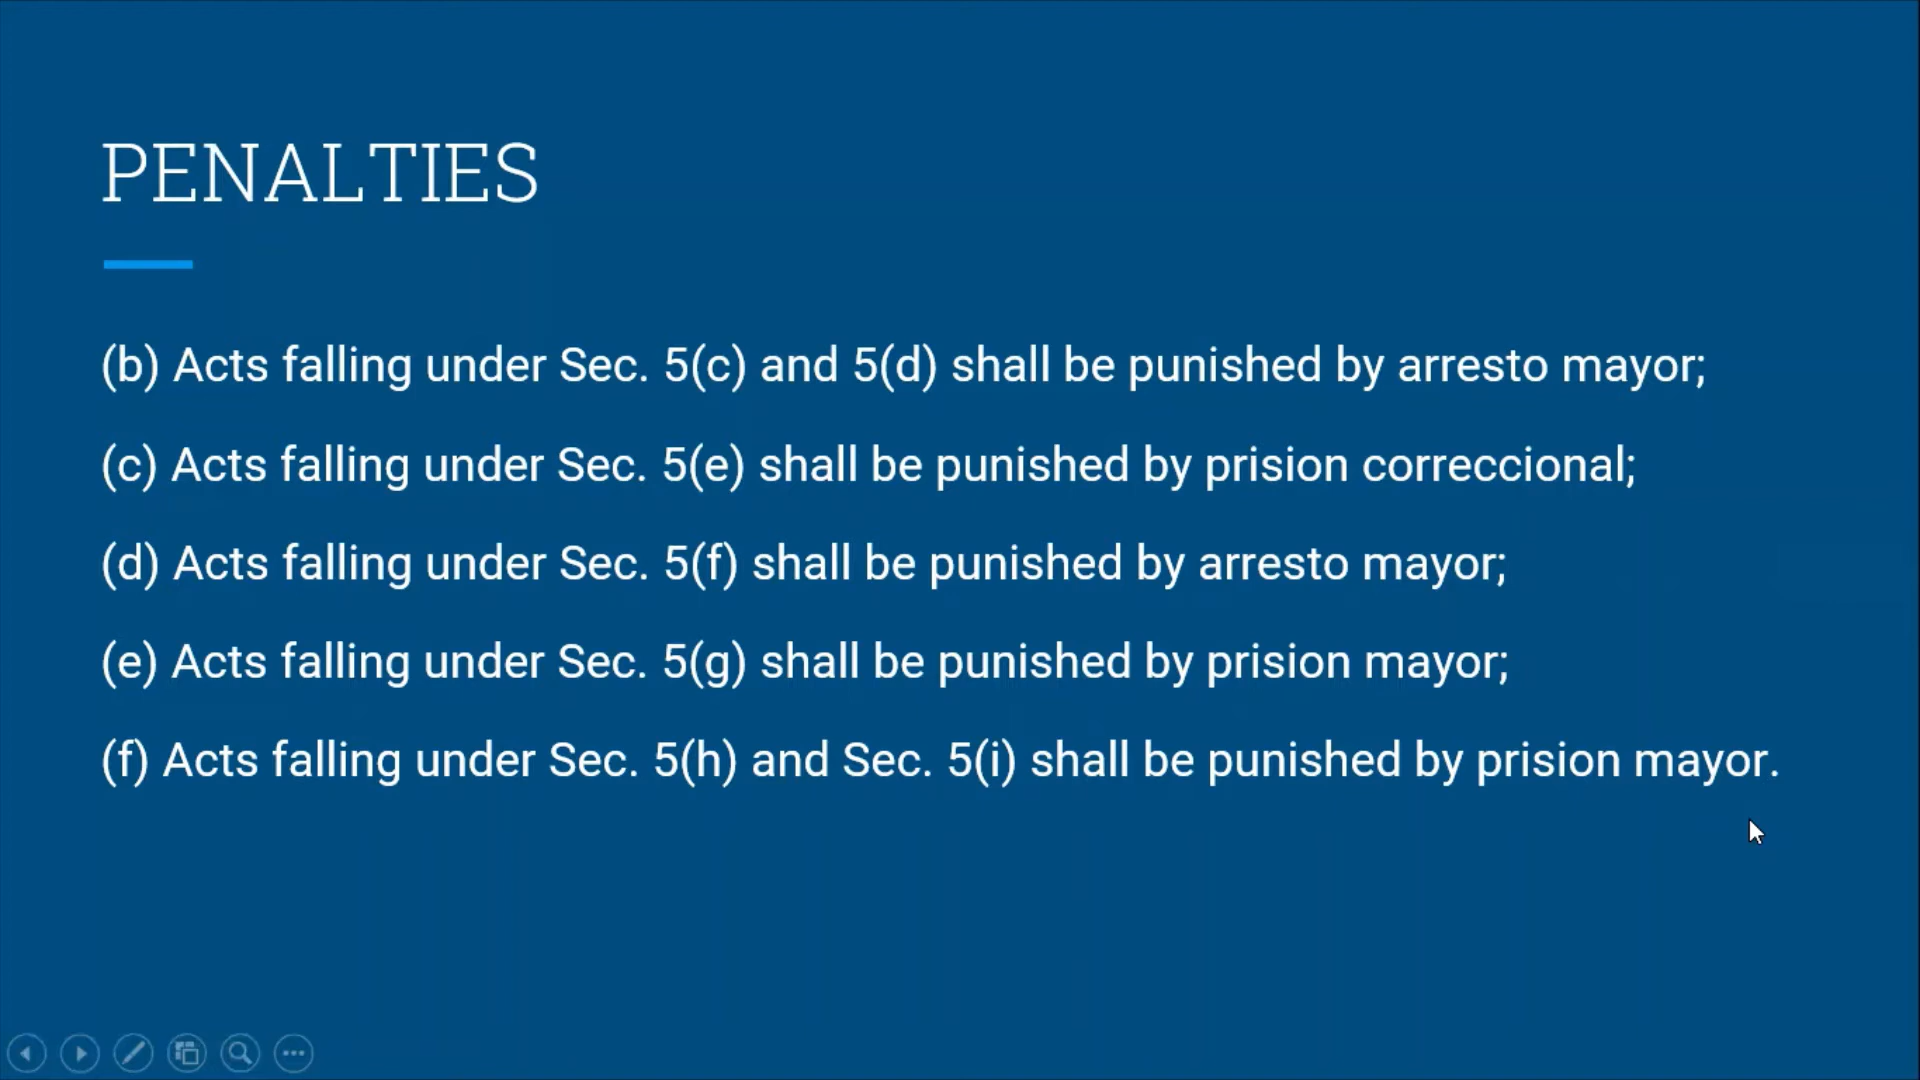 PENALTIES
(b) Acts falling under Sec. 5(c) and 5(d) shall be punished by arresto mayor;
(c) Acts falling under Sec. 5(e) shall be punished by prision correccional;
(d) Acts falling under Sec. 5(f) shall be punished by arresto mayor;
(e) Acts falling under Sec. 5(g) shall be punished by prision mayor;
(f) Acts falling under Sec. 5(h) and Sec. 5(i) shall be punished by prision mayor.